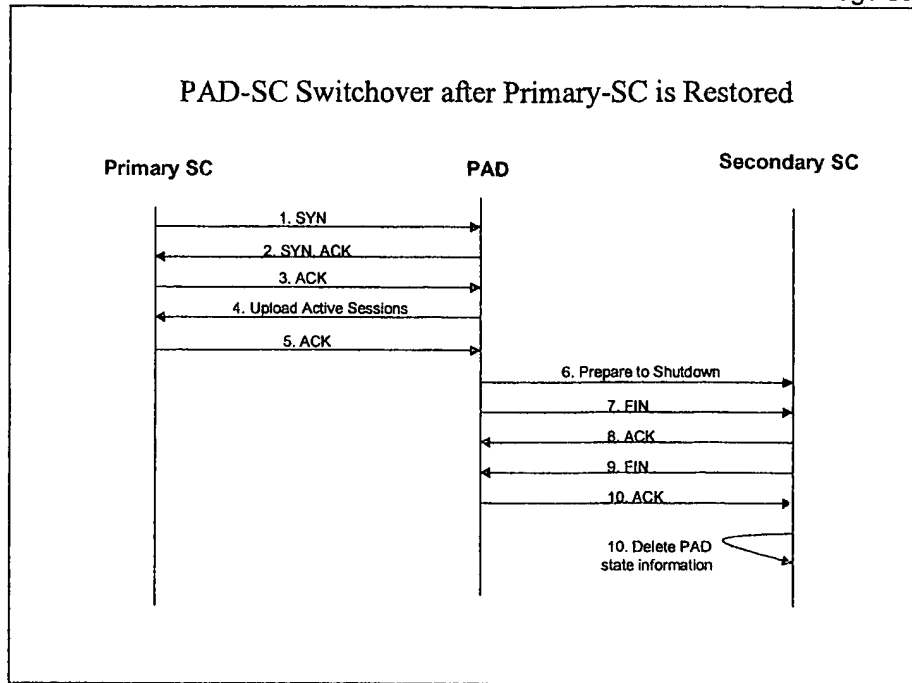 PAD-SC Switchover after Primary-SC is Restored
Primary SC
PAD
Secondary SC
1. SYN
2. SYN, ACK
3. ACK
4. Upload Active Sessions
5. ACK
6. Prepare to Shutdown
7. FIN
8. ACK
9. FIN
10. ACK
10. Delete PAD
state information